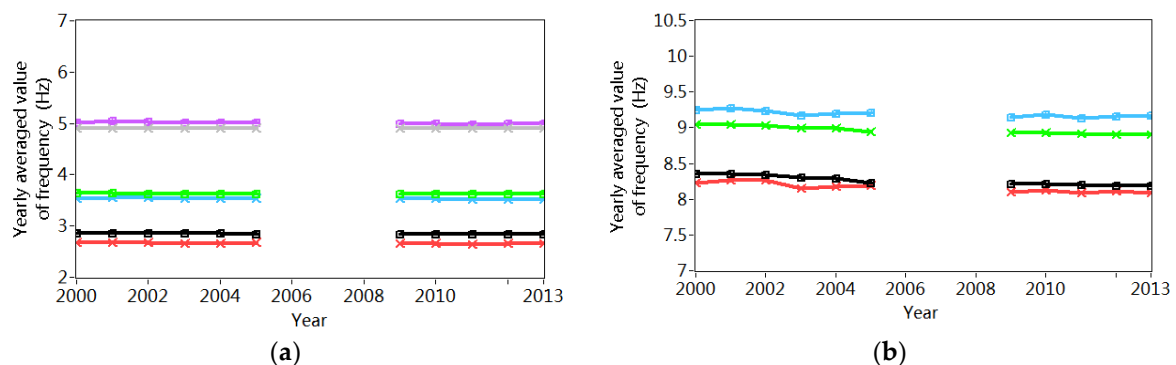 Yearly averaged value
of frequency (Hz)
7
6
5
4
3
2
2000 2002 2004 2006 2008 2010 2013
Year
(a)
Yearly averaged value
of frequency (Hz)
10.5
10
9.5
9
8.5
8
7.5
7
2000 2002 2004 2006 2008 2010 2013
Year
(b)